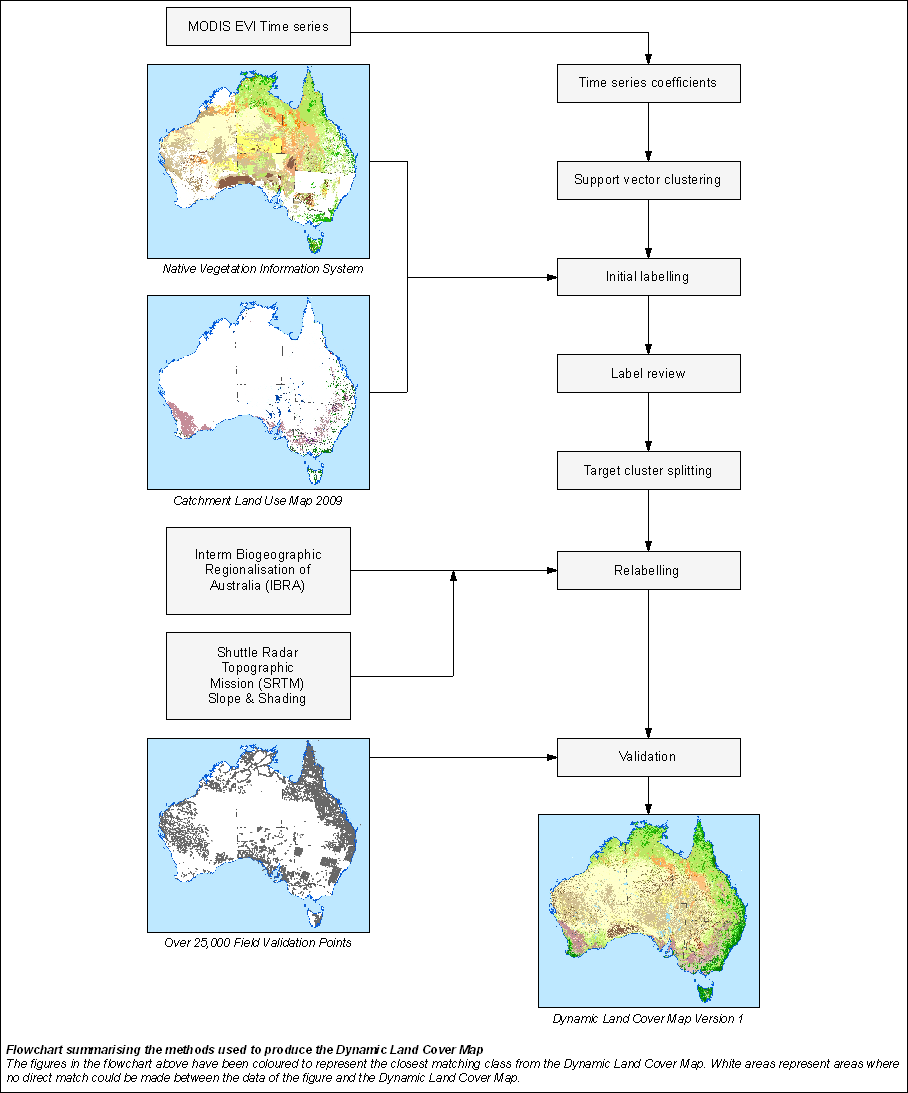 MODIS EVI Time series
Time series coefficients
Support vector clustering
Native Vegetation Information System
Initial labelling
Label review
Target cluster splitting
Catchment Land Use Map 2009
Interm Biogeographic
Regionalisation of
Australia (IBRA)
Relabelling
Shuttle Radar
Topographic
Mission (SRTM)
Slope & Shading
Validation
Over 25,000 Field Validation Points
Dynamic Land Cover Map Version 1
Flowchart summarising the methods used to produce the Dynamic Land Cover Map
The figures in the flowchart above have been coloured to represent the closest matching class from the Dynamic Land Cover Map. White areas represent areas where
no direct match could be made between the data of the figure and the Dynamic Land Cover Map.